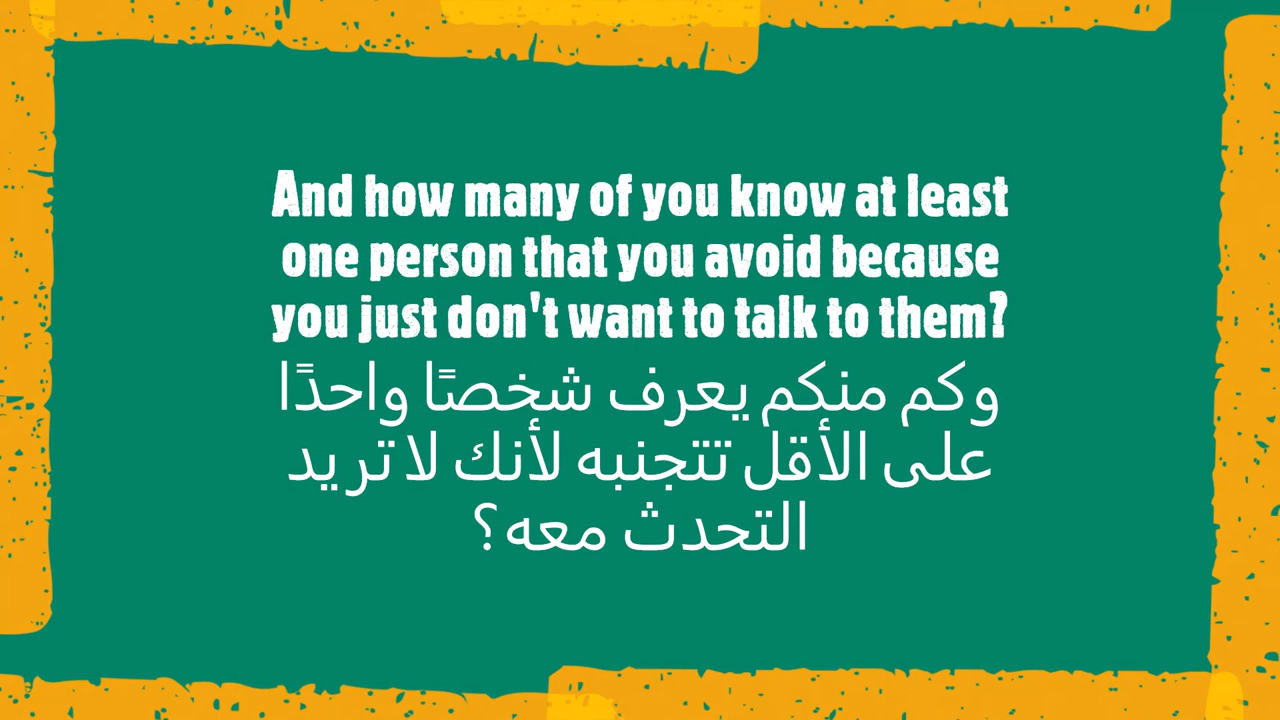 And how many of you know at least
one person that you avoid because
you just don't want to talk to them?
وكم منكم يعرف شخصًا واحدًا
على الأقل تتجنبه لأنك لا تريد
التحدث معه؟